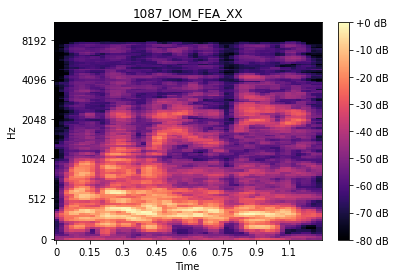 1087_IOM_FEA_XX
Hz
8192
4096
2048
1024
512
0
0 0.15 0.3 0.45 0.6 0.75 0.9 1.1
Time
+0 dB
-10 dB
-20 dB
-30 dB
-40 dB
-50 dB
-60 dB
-70 dB
-80 dB